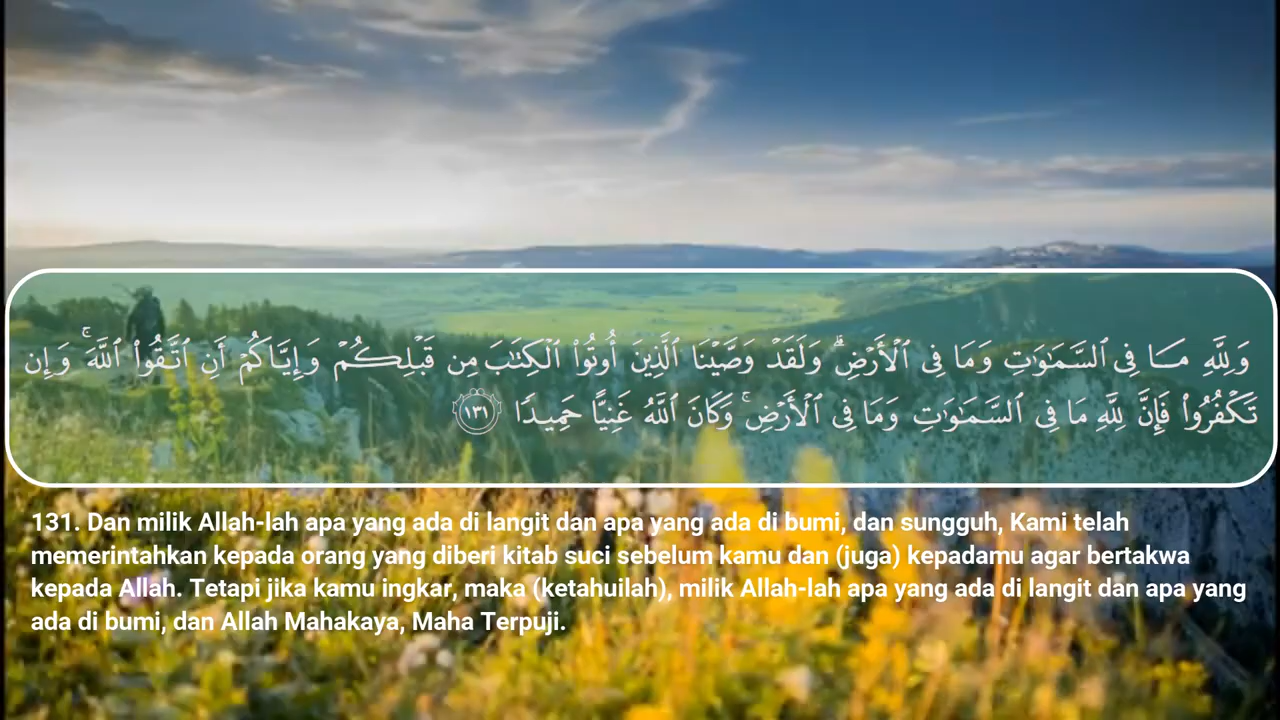 وَلِلَّهِ مَا فِى ٱلسَّمَـٰوَٰتِ وَمَا فِى ٱلْأَرْضِ ۗ وَلَقَدْ وَصَّيْنَا ٱلَّذِينَ أُوتُوا۟ ٱلْكِتَـٰبَ مِن قَبْلِكُمْ وَإِيَّاكُمْ أَنِ ٱتَّقُوا۟ ٱللَّهَ ۚ وَإِن
تَكْفُرُوا۟ فَإِنَّ لِلَّهِ مَا فِى ٱلسَّمَـٰوَٰتِ وَمَا فِى ٱلْأَرْضِ ۚ وَكَانَ ٱللَّهُ غَنِيًّا حَمِيدًا ١٣١
131. Dan milik Allah-lah apa yang ada di langit dan apa yang ada di bumi, dan sungguh, Kami telah
memerintahkan kepada orang yang diberi kitab suci sebelum kamu dan (juga) kepadamu agar bertakwa
kepada Allah. Tetapi jika kamu ingkar, maka (ketahuilah), milik Allah-lah apa yang ada di langit dan apa yang
ada di bumi, dan Allah Mahakaya, Maha Terpuji.